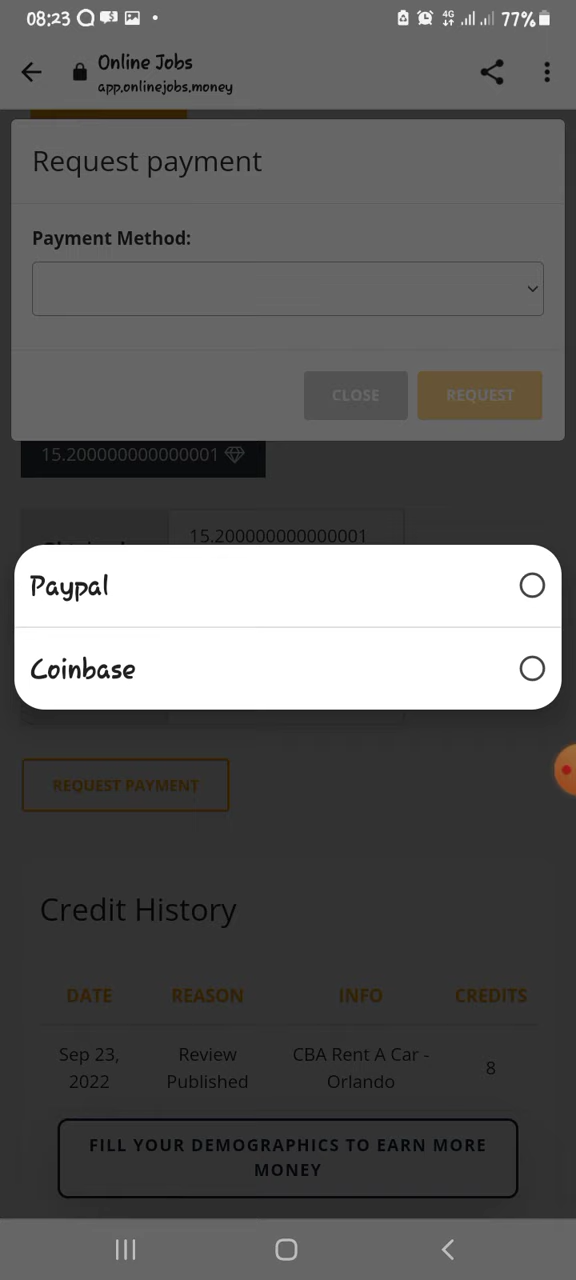 08:23
4G
77%
Online Jobs
app.onlinejobs.money
Request payment
Payment Method:
CLOSE
REQUEST
15.200000000000001
15.200000000000001
Paypal
Coinbase
REQUEST PAYMENT
Credit History
DATE REASON INFO CREDITS
Sep 23, Review CBA Rent A Car - 8
2022 Published Orlando
FILL YOUR DEMOGRAPHICS TO EARN MORE
MONEY